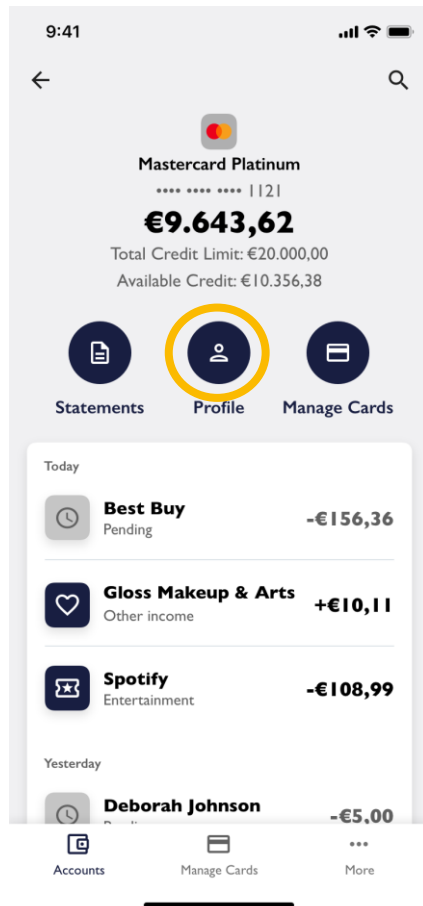 9:41
Mastercard Platinum
•••• •••• •••• 1121
€9.643,62
Total Credit Limit: €20.000,00
Available Credit: €10.356,38
Statements Profile Manage Cards
Today
Best Buy
-€156,36
Pending
Gloss Makeup & Arts
+€10,11
Other income
Spotify
-€108,99
Entertainment
Yesterday
Deborah Johnson
-€5,00
Accounts Manage Cards More